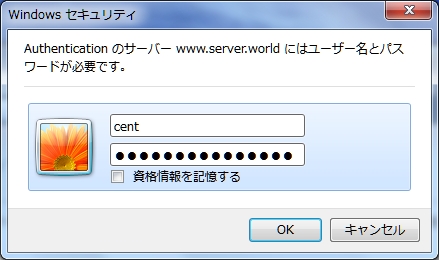 Windows セキュリティ
Authentication のサーバー www.server.world にはユーザー名とパス
ワードが必要です。
cent
●●●●●●●●●●●●●●●
資格情報を記憶する
OK
キャンセル